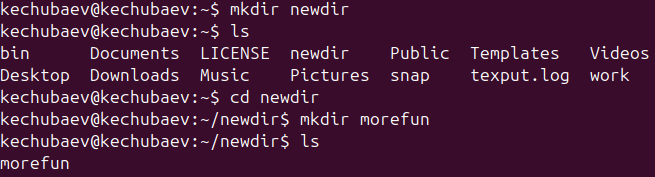 kechubaev@kechubaev:~$ mkdir newdir
kechubaev@kechubaev:~$ ls
bin      Documents  LICENSE  newdir    Public  Templates   Videos
Desktop  Downloads  Music    Pictures  snap    texput.log  work
kechubaev@kechubaev:~$ cd newdir
kechubaev@kechubaev:~/newdir$ mkdir morefun
kechubaev@kechubaev:~/newdir$ ls
morefun